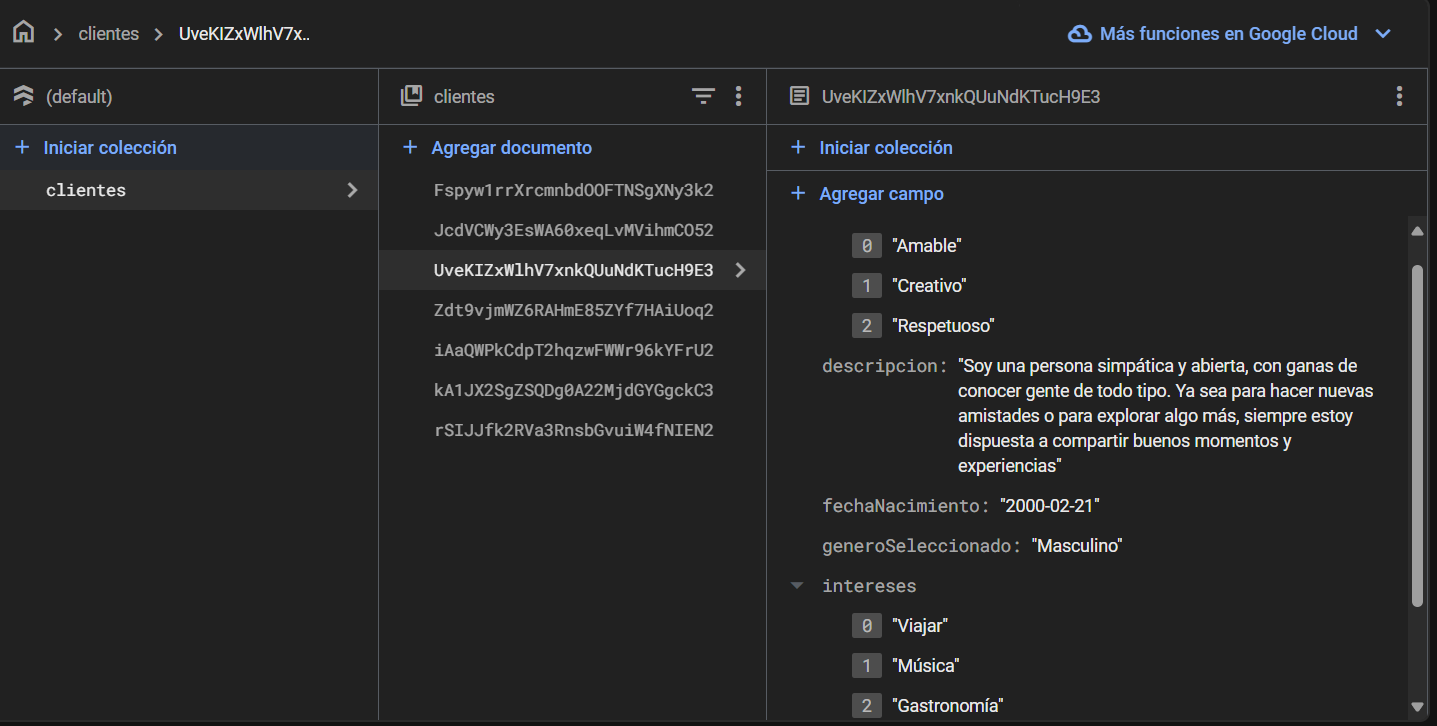 clientes
UveKIZxWlhV7x..
Más funciones en Google Cloud
(default)
clientes
UveKIZxWlhV7xnkQUuNdKTucH9E3
Iniciar colección
Agregar documento
Iniciar colección
clientes
Fspyw1rrXrcmnbdOOFTNSgXNy3k2
JcdVCWy3EsWA60xeqLvMVihmCO52
UveKIZxWlhV7xnkQUuNdKTucH9E3
Zdt9vjmWZ6RAHmE85ZYf7HAiUoq2
iAaQWPkCdpT2hqzwFWWr96kYFrU2
kA1JX2SgZSQDg0A22MjdGYGgckC3
rSIJJfk2RVa3RnsbGvuiW4fNIEN2
Agregar campo
0 "Amable"
1 "Creativo"
2 "Respetuoso"
descripcion: "Soy una persona simpática y abierta, con ganas de
conocer gente de todo tipo. Ya sea para hacer nuevas
amistades o para explorar algo más, siempre estoy
dispuesta a compartir buenos momentos y
experiencias"
fechaNacimiento: "2000-02-21"
generoSeleccionado: "Masculino"
intereses
0 "Viajar"
1 "Música"
2 "Gastronomía"